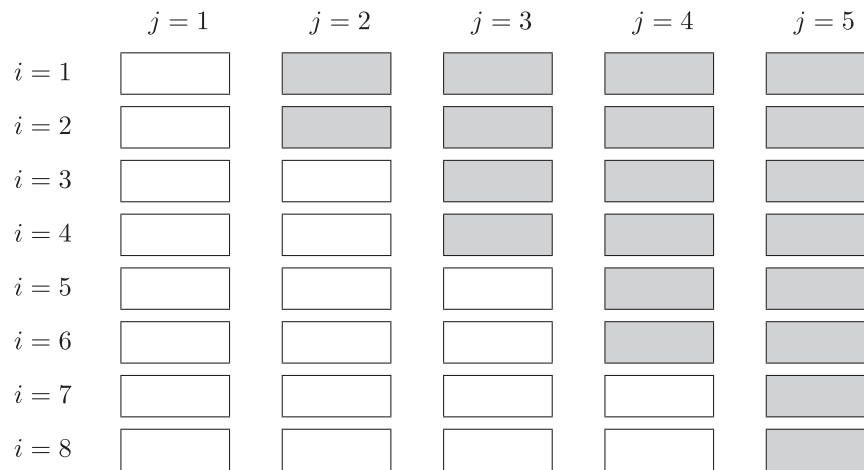 j = 1 j = 2 j = 3 j = 4 j = 5
i = 1
i = 2
i = 3
i = 4
i = 5
i = 6
i = 7
i = 8